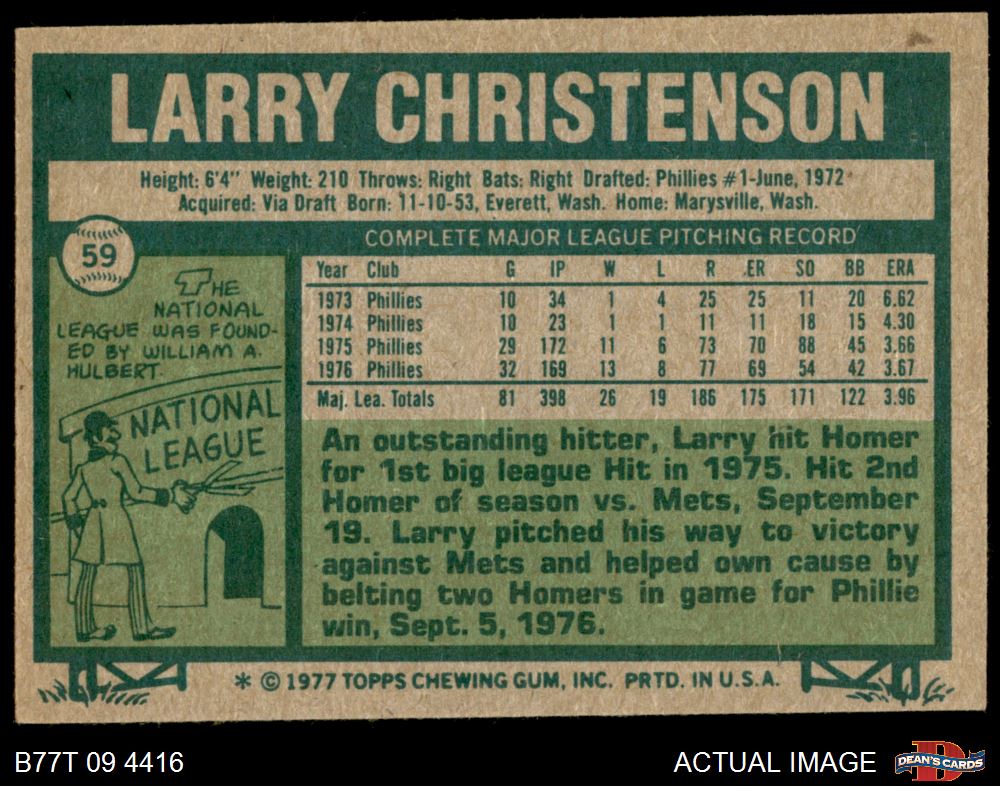 LARRY CHRISTENSON
Height: 6'4" Weight: 210 Throws: Right Bats: Right Drafted: Phillies #1-June, 1972
Acquired: Via Draft Born: 11-10-53, Everett, Wash. Home: Marysville, Wash.
59
COMPLETE MAJOR LEAGUE PITCHING RECORD
Year Club G IP W L R ER SO BB ERA
1973 Phillies 10 34 1 4 25 25 11 20 6.62
1974 Phillies 10 23 1 1 11 11 18 15 4.30
1975 Phillies 29 172 11 6 73 70 88 45 3.66
1976 Phillies 32 169 13 8 77 69 54 42 3.67
Maj. Lea. Totals 81 398 26 19 186 175 171 122 3.96
THE
NATIONAL
LEAGUE WAS FOUND-
ED BY WILLIAM A.
HULBERT.
NATIONAL
LEAGUE
An outstanding hitter, Larry hit Homer
for 1st big league Hit in 1975. Hit 2nd
Homer of season vs. Mets, September
19. Larry pitched his way to victory
against Mets and helped own cause by
belting two Homers in game for Phillie
win, Sept. 5, 1976.
* © 1977 TOPPS CHEWING GUM, INC. PRTD. IN U.S.A.
B77T 09 4416
ACTUAL IMAGE
D
DEAN'S CARDS